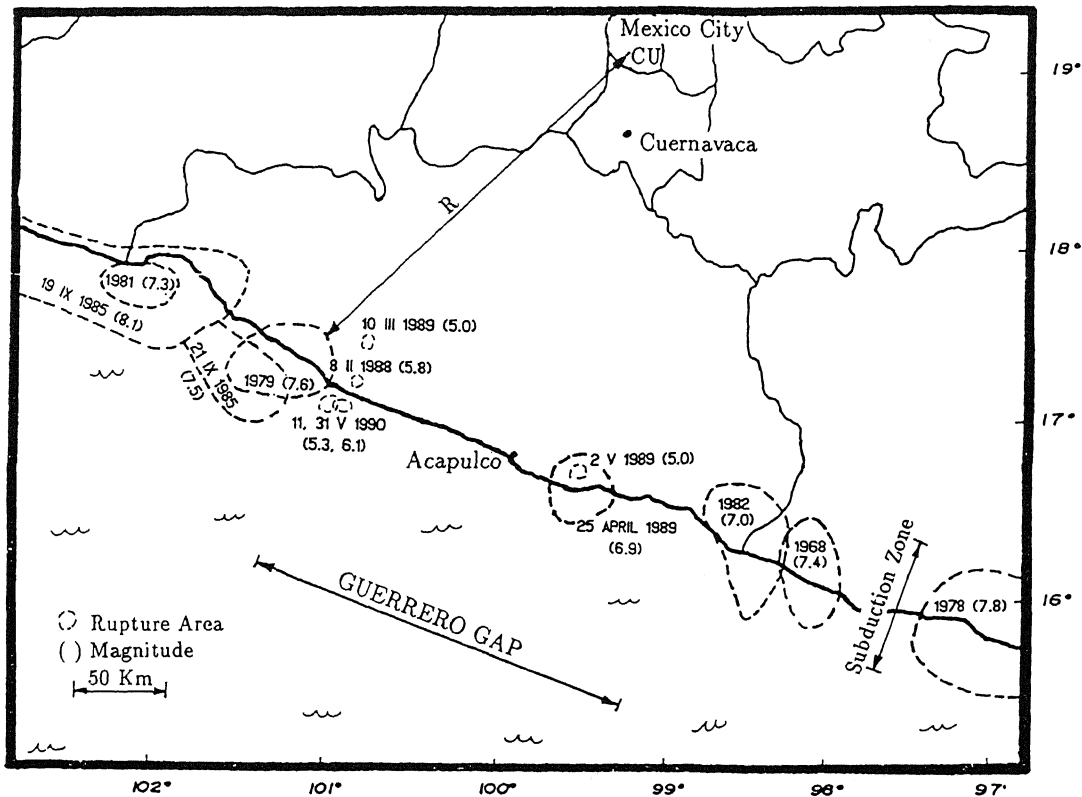 Mexico City
CU
19°
Cuernavaca
R
18°
1981 (7.3)
19 IX 1985 (8.1)
10 III 1989 (5.0)
8 II 1988 (5.8)
21 IX 1985
(7.5)
1979 (7.6)
17°
11, 31 V 1990
(5.3, 6.1)
Acapulco
2 V 1989 (5.0)
25 APRIL 1989
(6.9)
1982
(7.0)
1968
(7.4)
Subduction Zone
1978 (7.8)
16°
GUERRERO GAP
Rupture Area
( ) Magnitude
50 Km
102°
101°
100°
99°
98°
97°